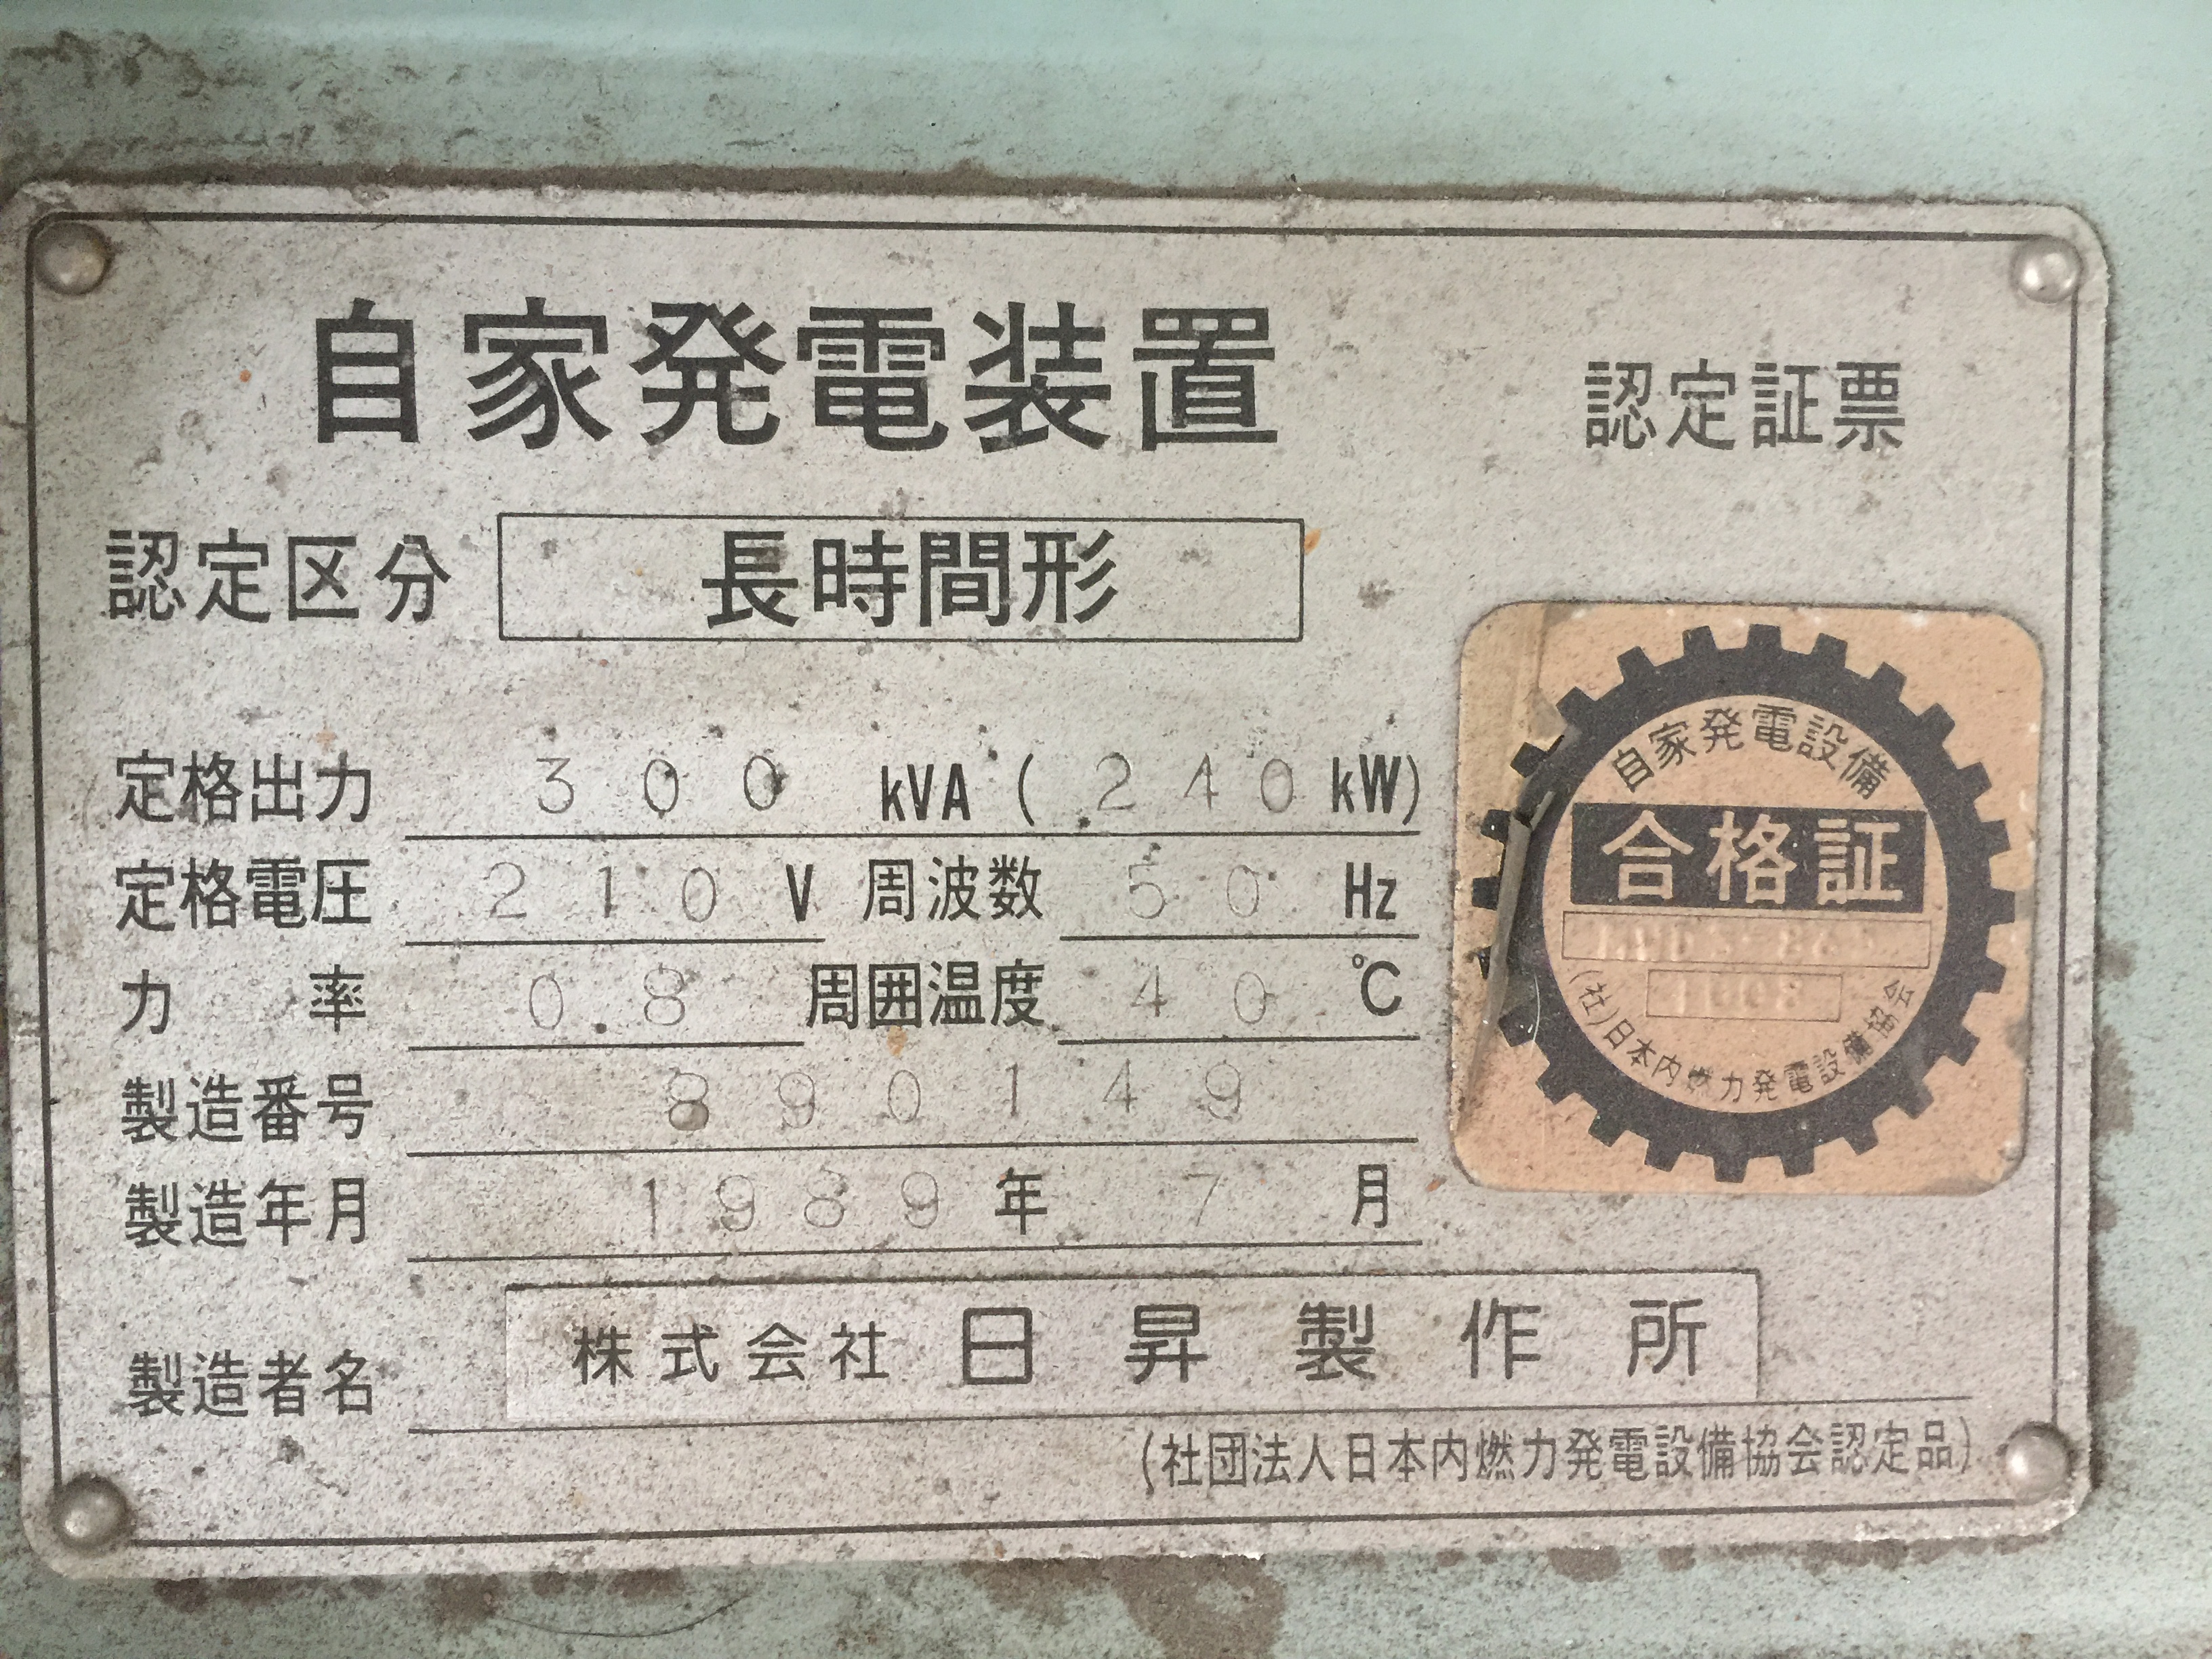 自家発電装置
認定証票
認定区分 長時間形
定格出力 300 kVA (240kW)
定格電圧 210 V 周波数 50 Hz
力率 0.8 周囲温度 40 ℃
製造番号 890149
製造年月 1989年 7月
製造者名 株式会社 日昇製作所
(社団法人日本内燃力発電設備協会認定品)
自家発電設備
合格証
(社)日本内燃力発電設備協会